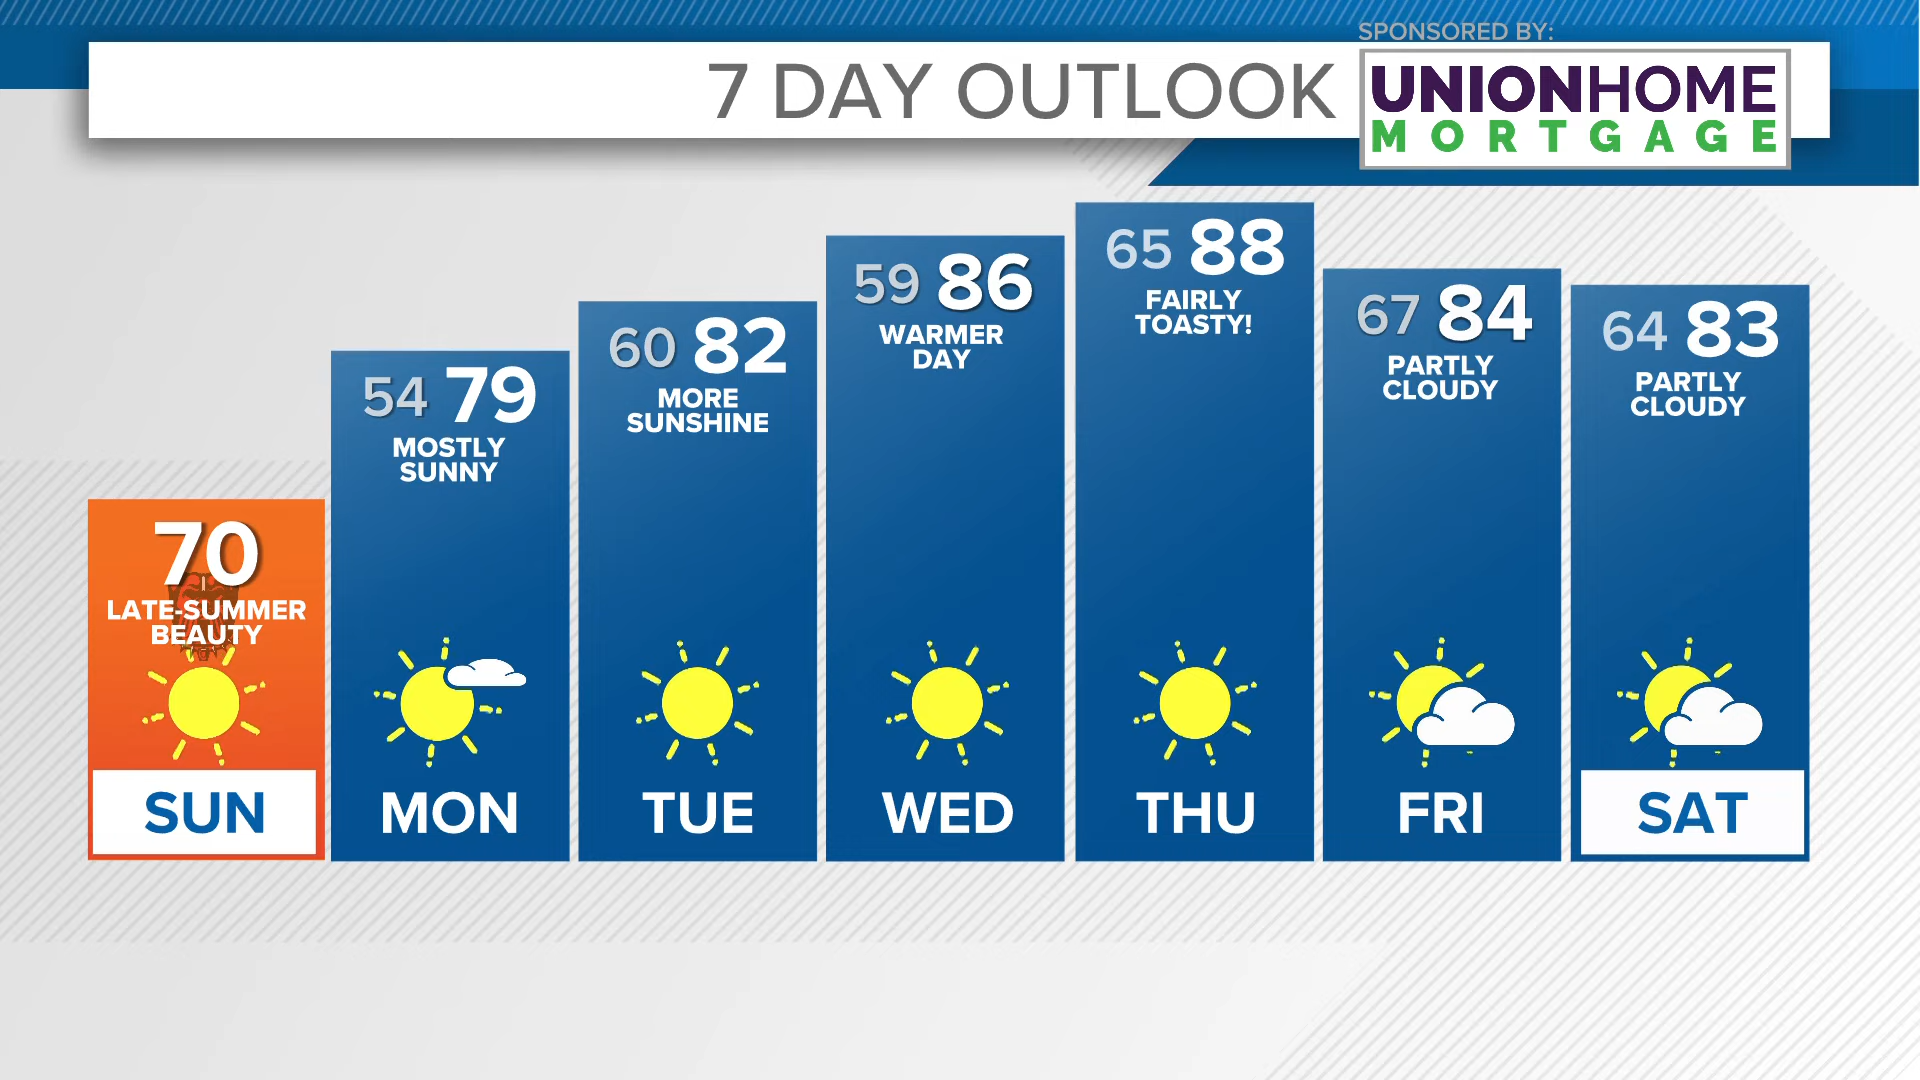 SPONSORED BY:
7 DAY OUTLOOK
UNIONHOME
MORTGAGE
70
LATE-SUMMER
BEAUTY
SUN
54 79
MOSTLY
SUNNY
MON
60 82
MORE
SUNSHINE
TUE
59 86
WARMER
DAY
WED
65 88
FAIRLY
TOASTY!
THU
67 84
PARTLY
CLOUDY
FRI
64 83
PARTLY
CLOUDY
SAT